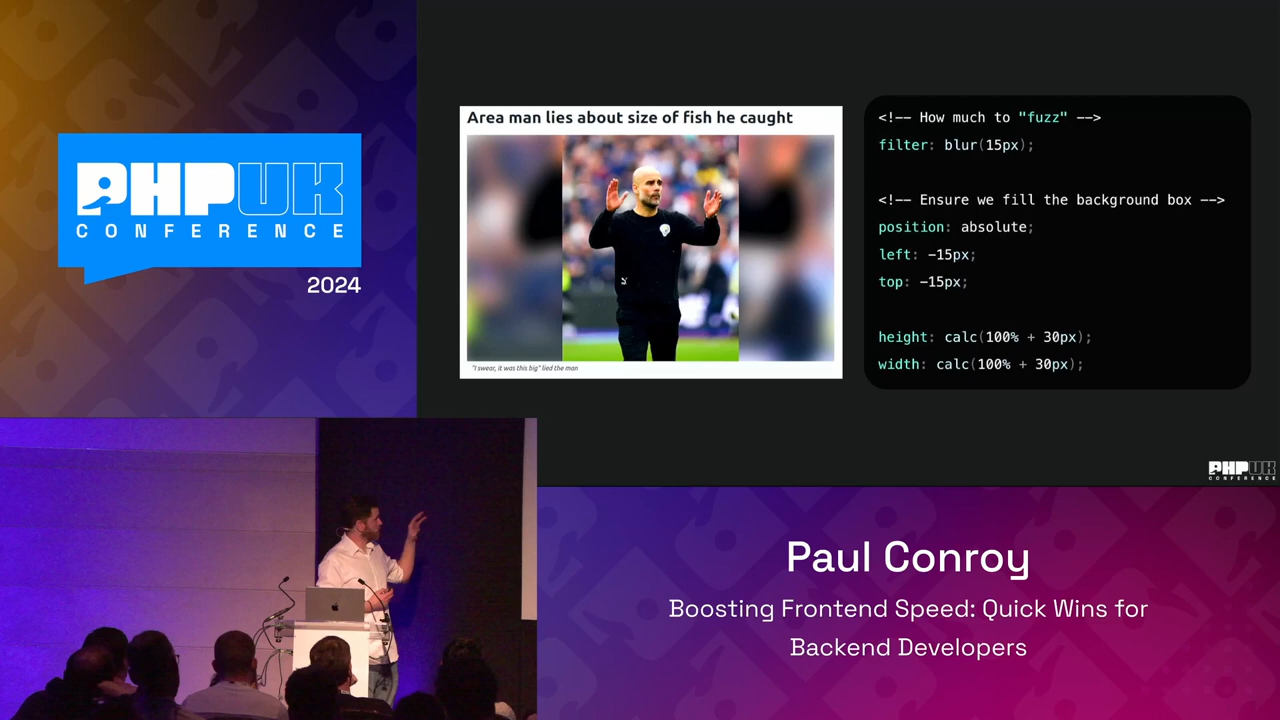 PHPUK
CONFERENCE
2024
Area man lies about size of fish he caught
"I swear, it was this big" lied the man
<!-- How much to "fuzz" -->
filter: blur(15px);
<!-- Ensure we fill the background box -->
position: absolute;
left: -15px;
top: -15px;
height: calc(100% + 30px);
width: calc(100% + 30px);
PHPUK
CONFERENCE
Paul Conroy
Boosting Frontend Speed: Quick Wins for
Backend Developers